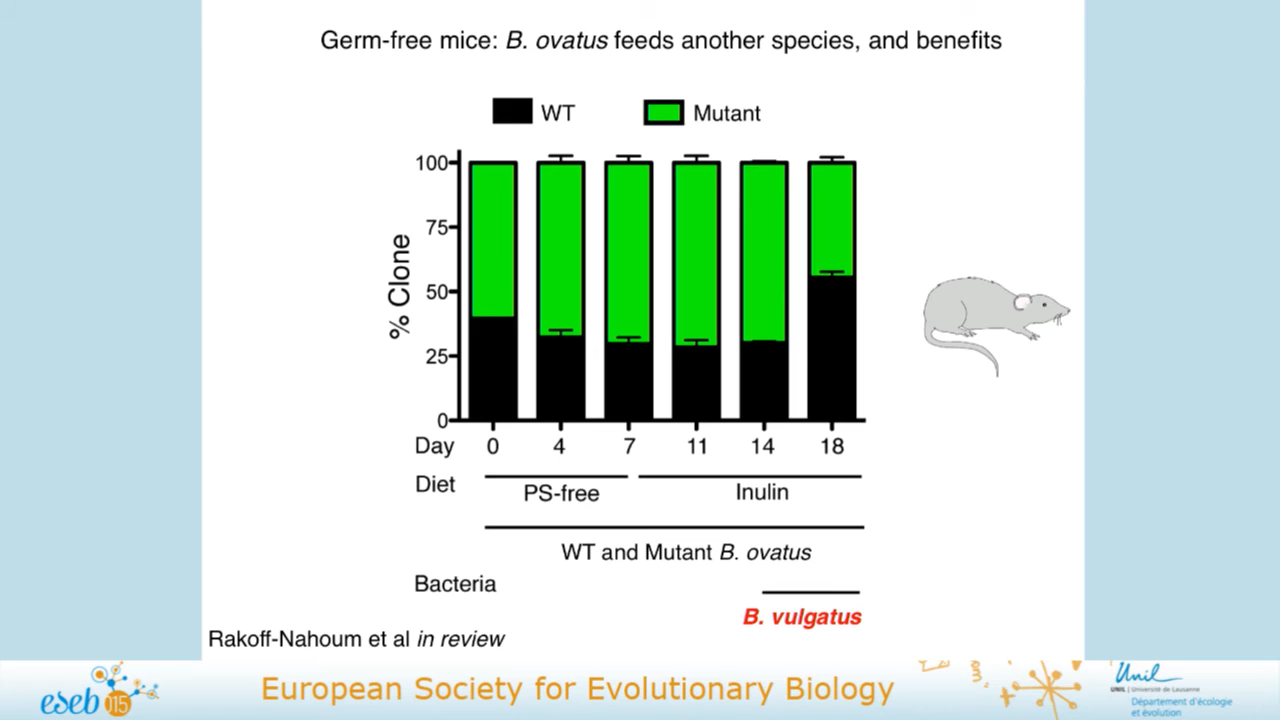 Germ-free mice: B. ovatus feeds another species, and benefits
WT
Mutant
% Clone
100
75
50
25
0
Day 0 4 7 11 14 18
Diet PS-free Inulin
WT and Mutant B. ovatus
Bacteria
B. vulgatus
Rakoff-Nahoum et al in review
eseb 115
European Society for Evolutionary Biology
Unil
UNIL | Université de Lausanne
Département d'écologie
et évolution